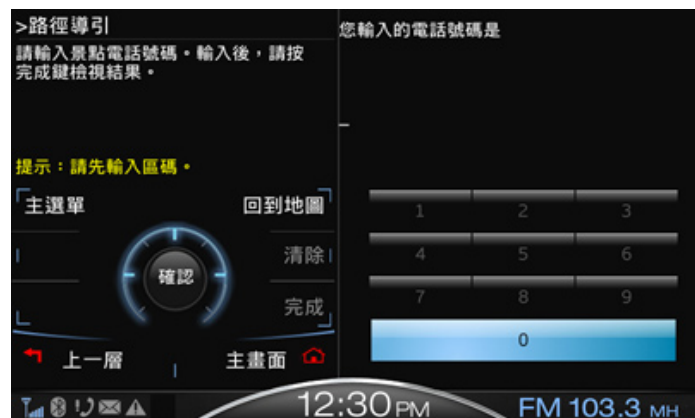 >路徑導引
請輸入景點電話號碼。輸入後,請按
完成鍵檢視結果。
提示:請先輸入區碼。
主選單
回到地圖
清除
確認
完成
上一層
主畫面
您輸入的電話號碼是
1 2 3
4 5 6
7 8 9
0
12:30 PM
FM 103.3 MH